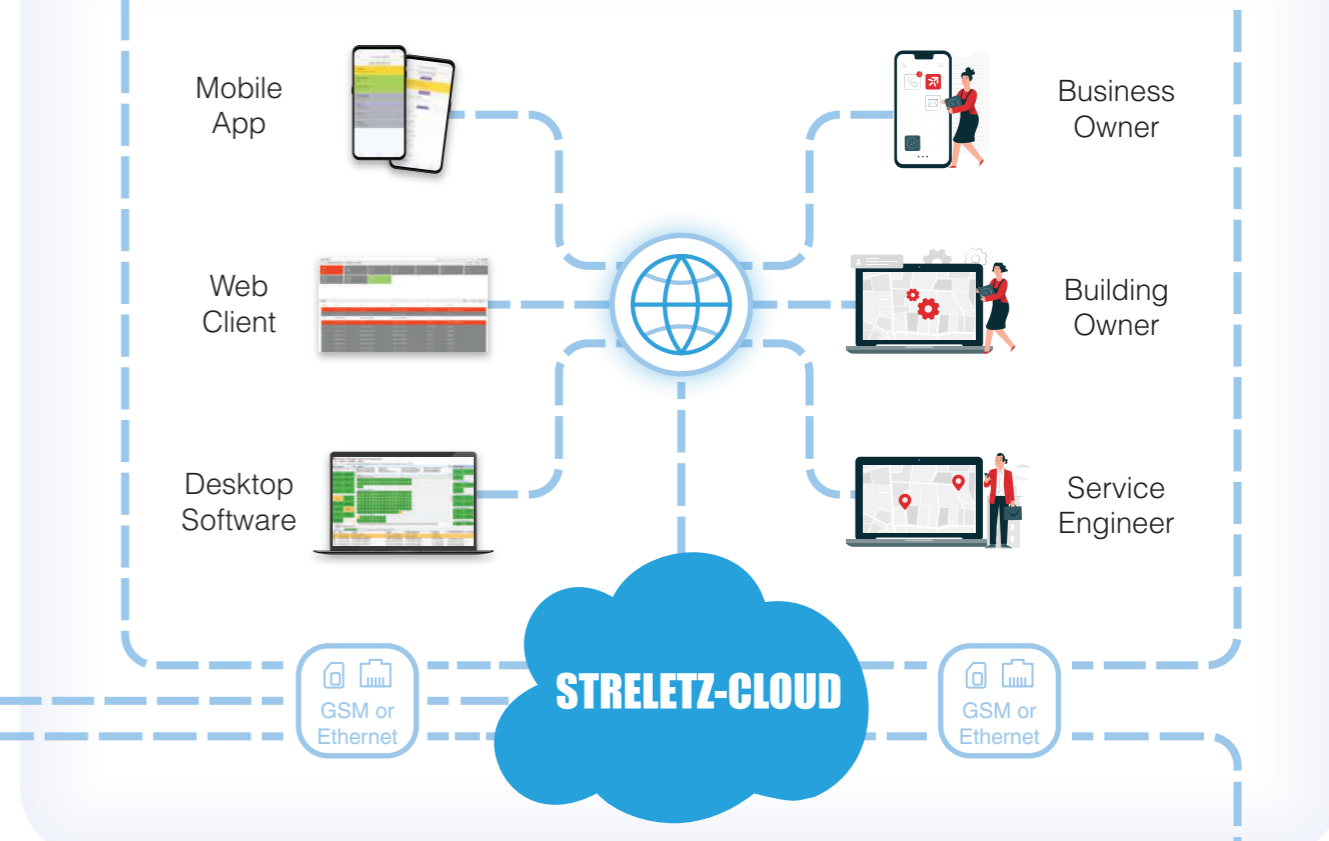 Mobile
App
Business
Owner
Web
Client
Building
Owner
Desktop
Software
Service
Engineer
STRELETZ-CLOUD
GSM or
Ethernet
GSM or
Ethernet